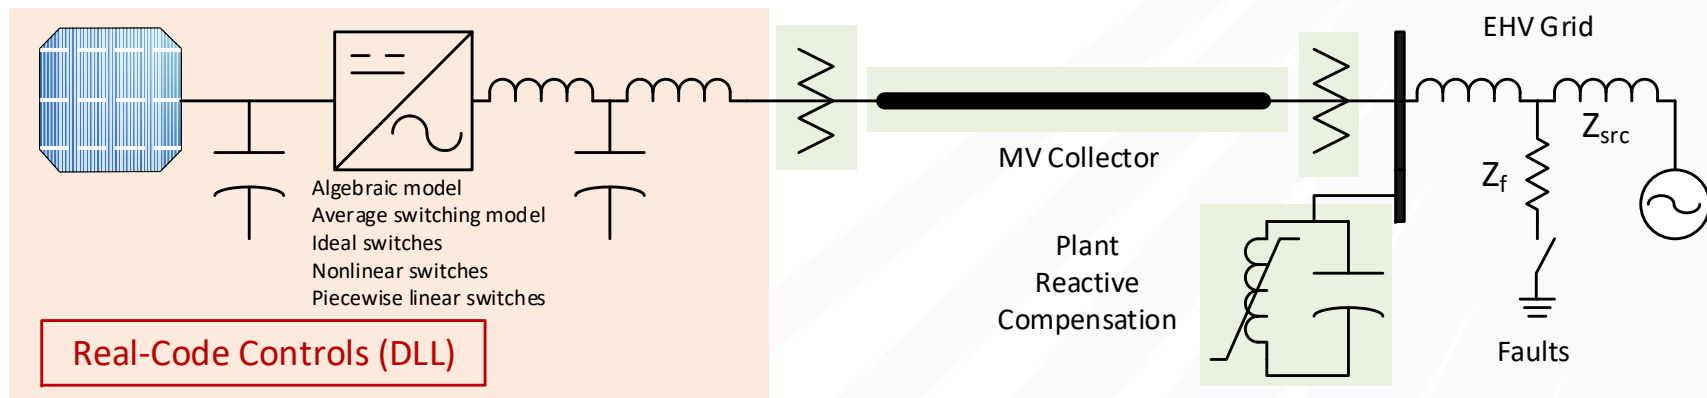 Algebraic model
Average switching model
Ideal switches
Nonlinear switches
Piecewise linear switches
Real-Code Controls (DLL)
MV Collector
Plant
Reactive
Compensation
EHV Grid
Zsrc
Zf
Faults